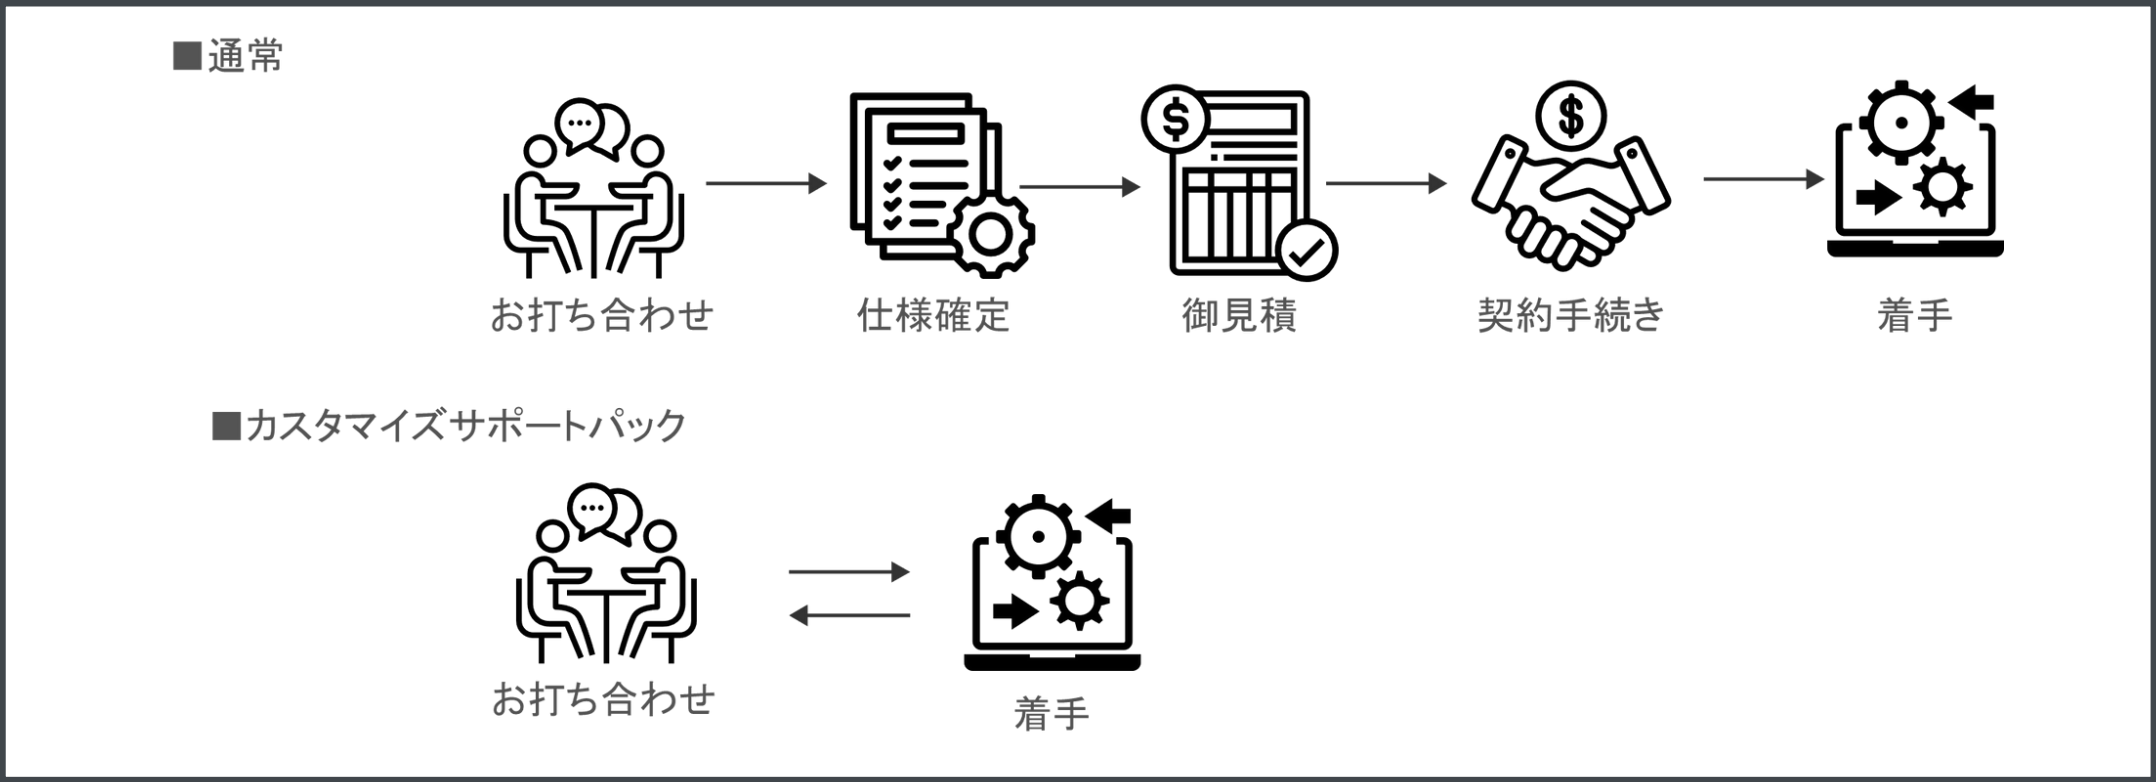 ■通常
お打ち合わせ 仕様確定 御見積 契約手続き 着手
■カスタマイズサポートパック
お打ち合わせ 着手